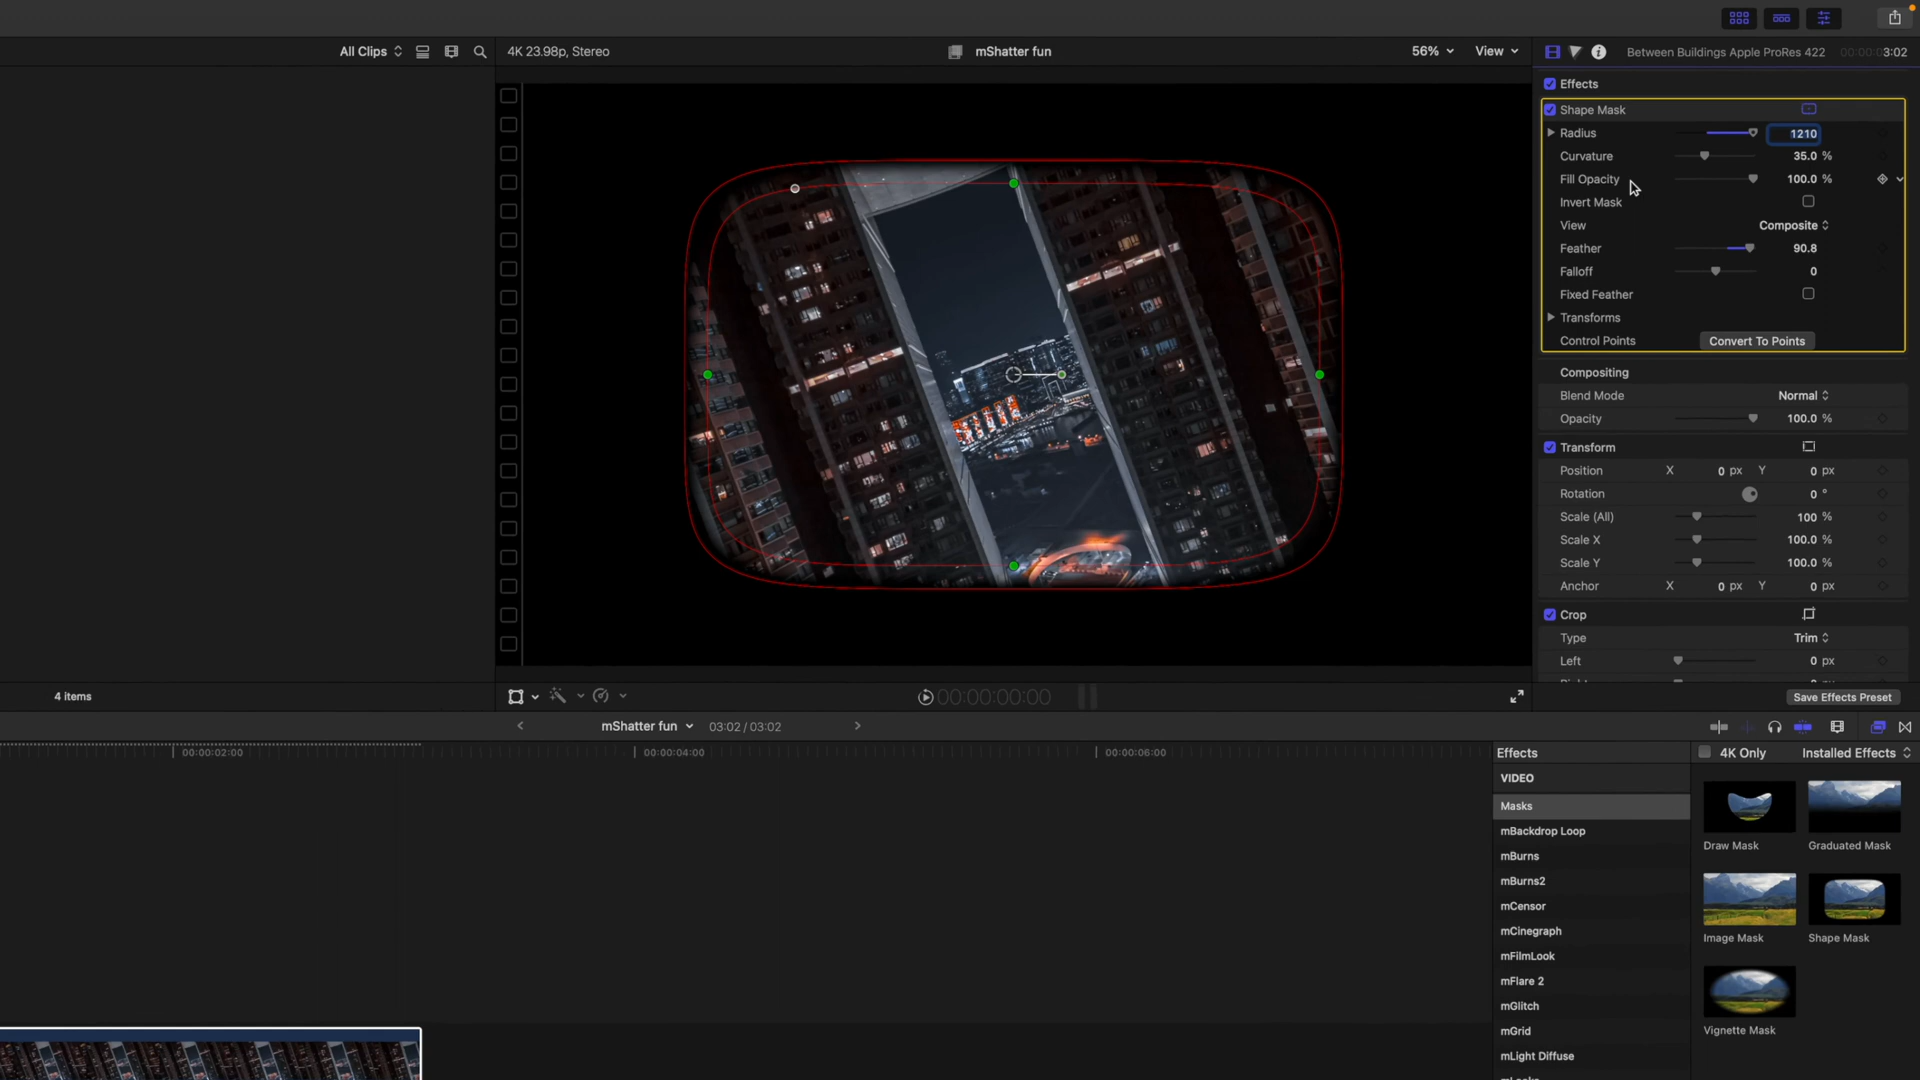 All Clips
4K 23.98p, Stereo
mShatter fun
56%
View
Between Buildings Apple ProRes 422
00:00:03:02
Effects
Shape Mask
Radius 1210
Curvature 35.0 %
Fill Opacity 100.0 %
Invert Mask
View Composite
Feather 90.8
Falloff 0
Fixed Feather
Transforms
Control Points Convert To Points
Compositing
Blend Mode Normal
Opacity 100.0 %
Transform
Position X 0 px Y 0 px
Rotation 0 °
Scale (All) 100 %
Scale X 100.0 %
Scale Y 100.0 %
Anchor X 0 px Y 0 px
Crop
Type Trim
Left 0 px
4 items
00:00:00:00
Save Effects Preset
mShatter fun
03:02 / 03:02
00:00:02:00
00:00:04:00
00:00:06:00
Effects
4K Only
Installed Effects
VIDEO
Masks
mBackdrop Loop
mBurns
mBurns2
mCensor
mCinegraph
mFilmLook
mFlare 2
mGlitch
mGrid
mLight Diffuse
Draw Mask
Graduated Mask
Image Mask
Shape Mask
Vignette Mask